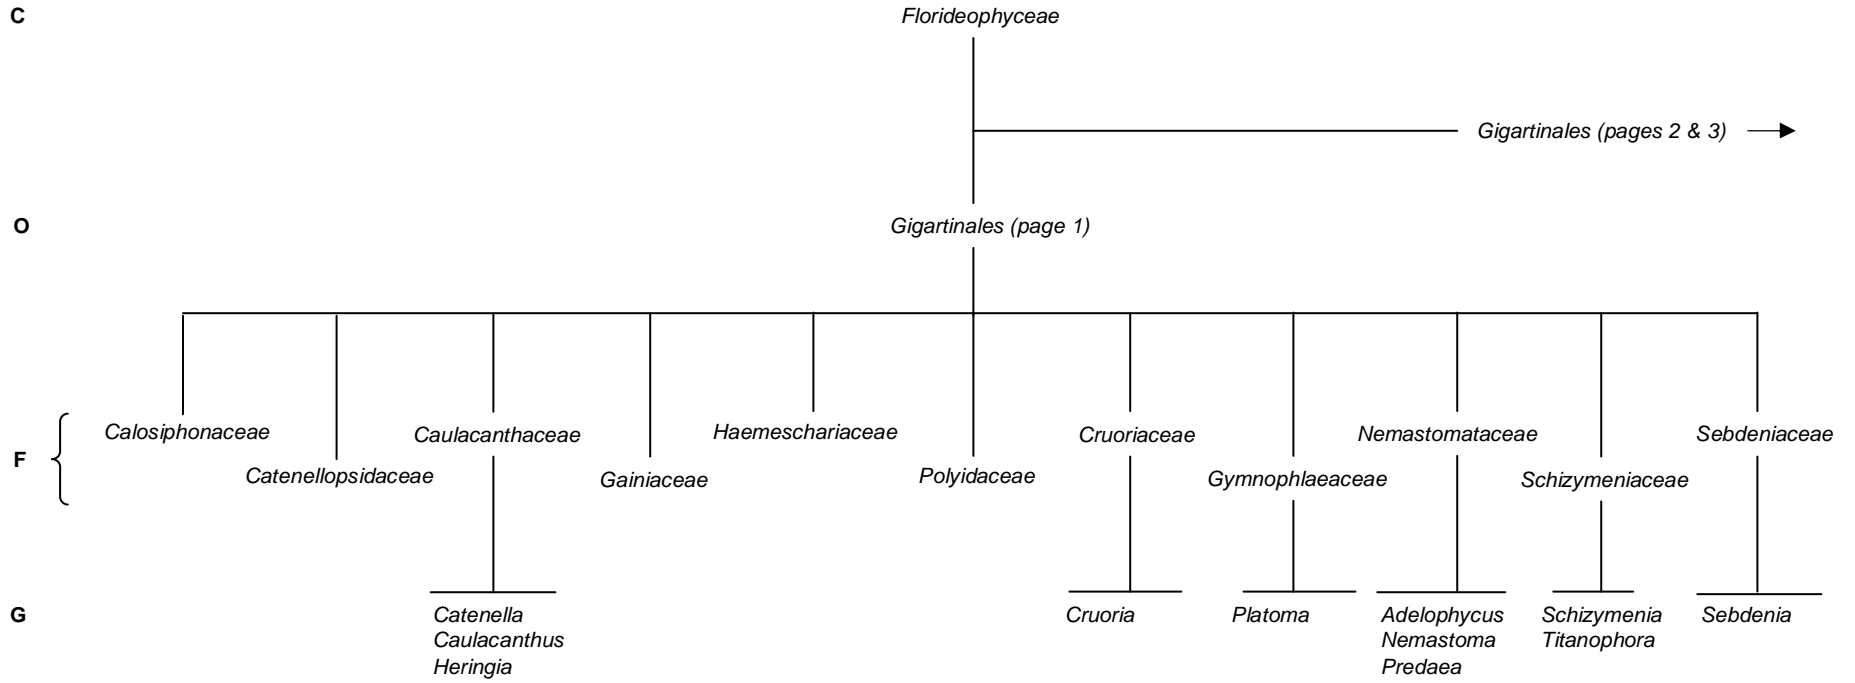 C
Florideophyceae
Gigartinales (pages 2 & 3)
O
Gigartinales (page 1)
F
Calosiphonaceae
Catenellopsidaceae
Caulacanthaceae
Gainiaceae
Haemeschariaceae
Polyidaceae
Cruoriaceae
Gymnophlaeaceae
Nemastomataceae
Schizymeniaceae
Sebdeniaceae
G
Catenella
Caulacanthus
Heringia
Cruoria
Platoma
Adelophycus
Nemastoma
Predaea
Schizymenia
Titanophora
Sebdenia